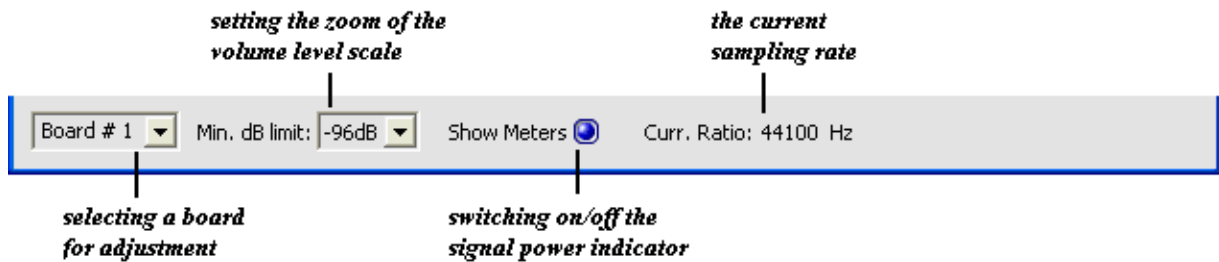 setting the zoom of the
volume level scale
the current
sampling rate
Board # 1 Min. dB limit: -96dB Show Meters Curr. Ratio: 44100 Hz
selecting a board
for adjustment
switching on/off the
signal power indicator